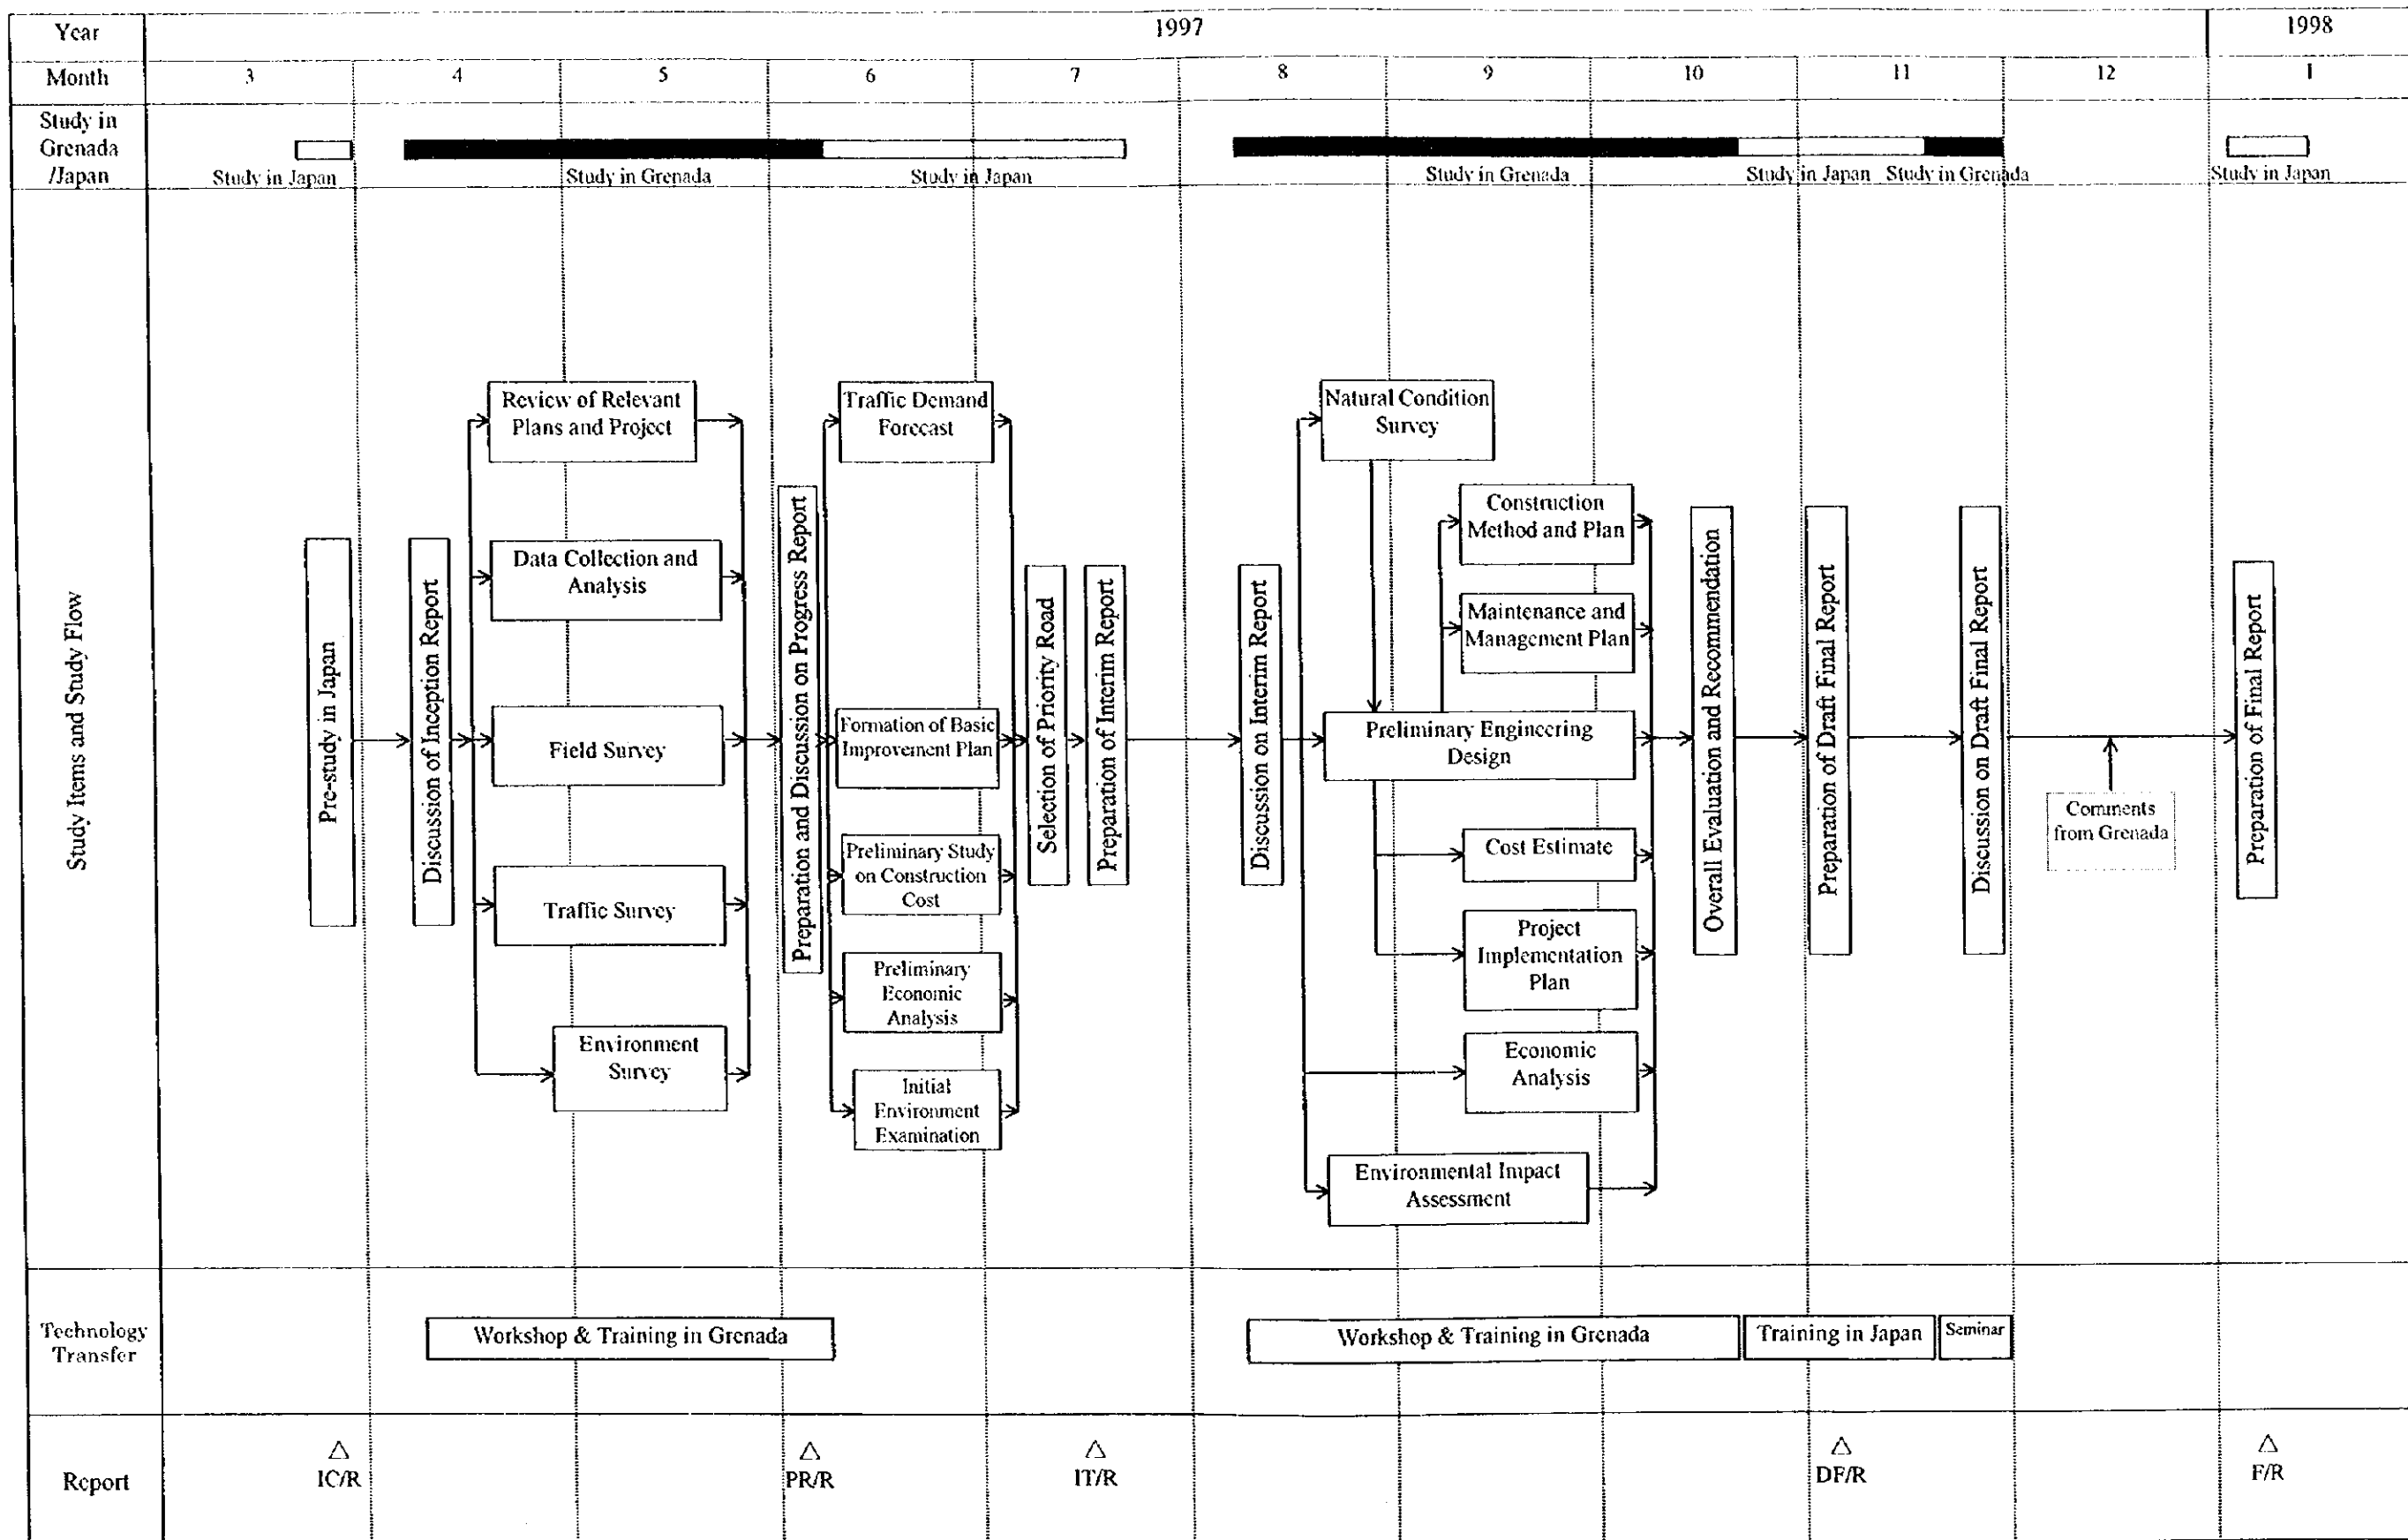 Year
1997
1998
Month
3
4
5
6
7
8
9
10
11
12
1
Study in
Grenada
/Japan
Study in Japan
Study in Grenada
Study in Japan
Study in Grenada
Study in Japan
Study in Grenada
Study in Japan
Study Items and Study Flow
Pre-study in Japan
Discussion of Inception Report
Review of Relevant
Plans and Project
Data Collection and
Analysis
Field Survey
Traffic Survey
Environment
Survey
Preparation and Discussion on Progress Report
Traffic Demand
Forecast
Formation of Basic
Improvement Plan
Preliminary Study
on Construction
Cost
Preliminary
Economic
Analysis
Initial
Environment
Examination
Selection of Priority Road
Preparation of Interim Report
Discussion on Interim Report
Natural Condition
Survey
Construction
Method and Plan
Maintenance and
Management Plan
Preliminary Engineering
Design
Cost Estimate
Project
Implementation
Plan
Economic
Analysis
Environmental Impact
Assessment
Overall Evaluation and Recommendation
Preparation of Draft Final Report
Discussion on Draft Final Report
Comments
from Grenada
Preparation of Final Report
Technology
Transfer
Workshop & Training in Grenada
Workshop & Training in Grenada
Training in Japan
Seminar
Report
IC/R
PR/R
IT/R
DF/R
F/R